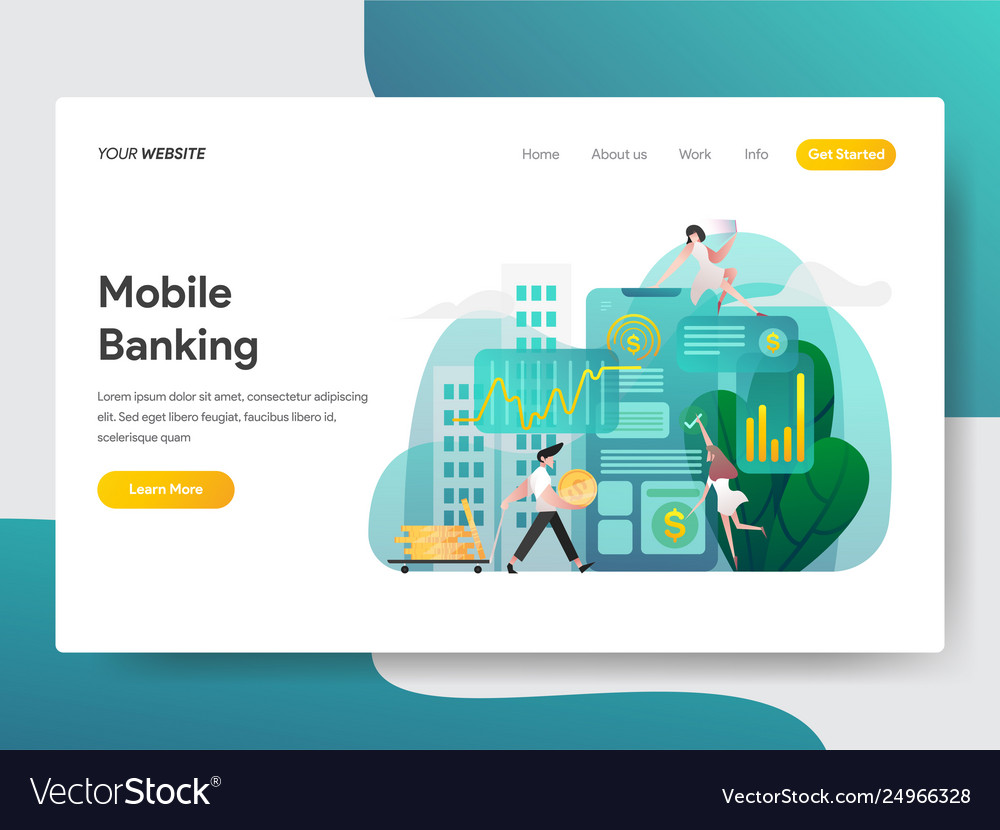 YOUR WEBSITE
Home About us Work Info Get Started
Mobile
Banking
Lorem ipsum dolor sit amet, consectetur adipiscing
elit. Sed eget libero feugiat, faucibus libero id,
scelerisque quam
Learn More
$
$
$
VectorStock®
VectorStock.com/24966328